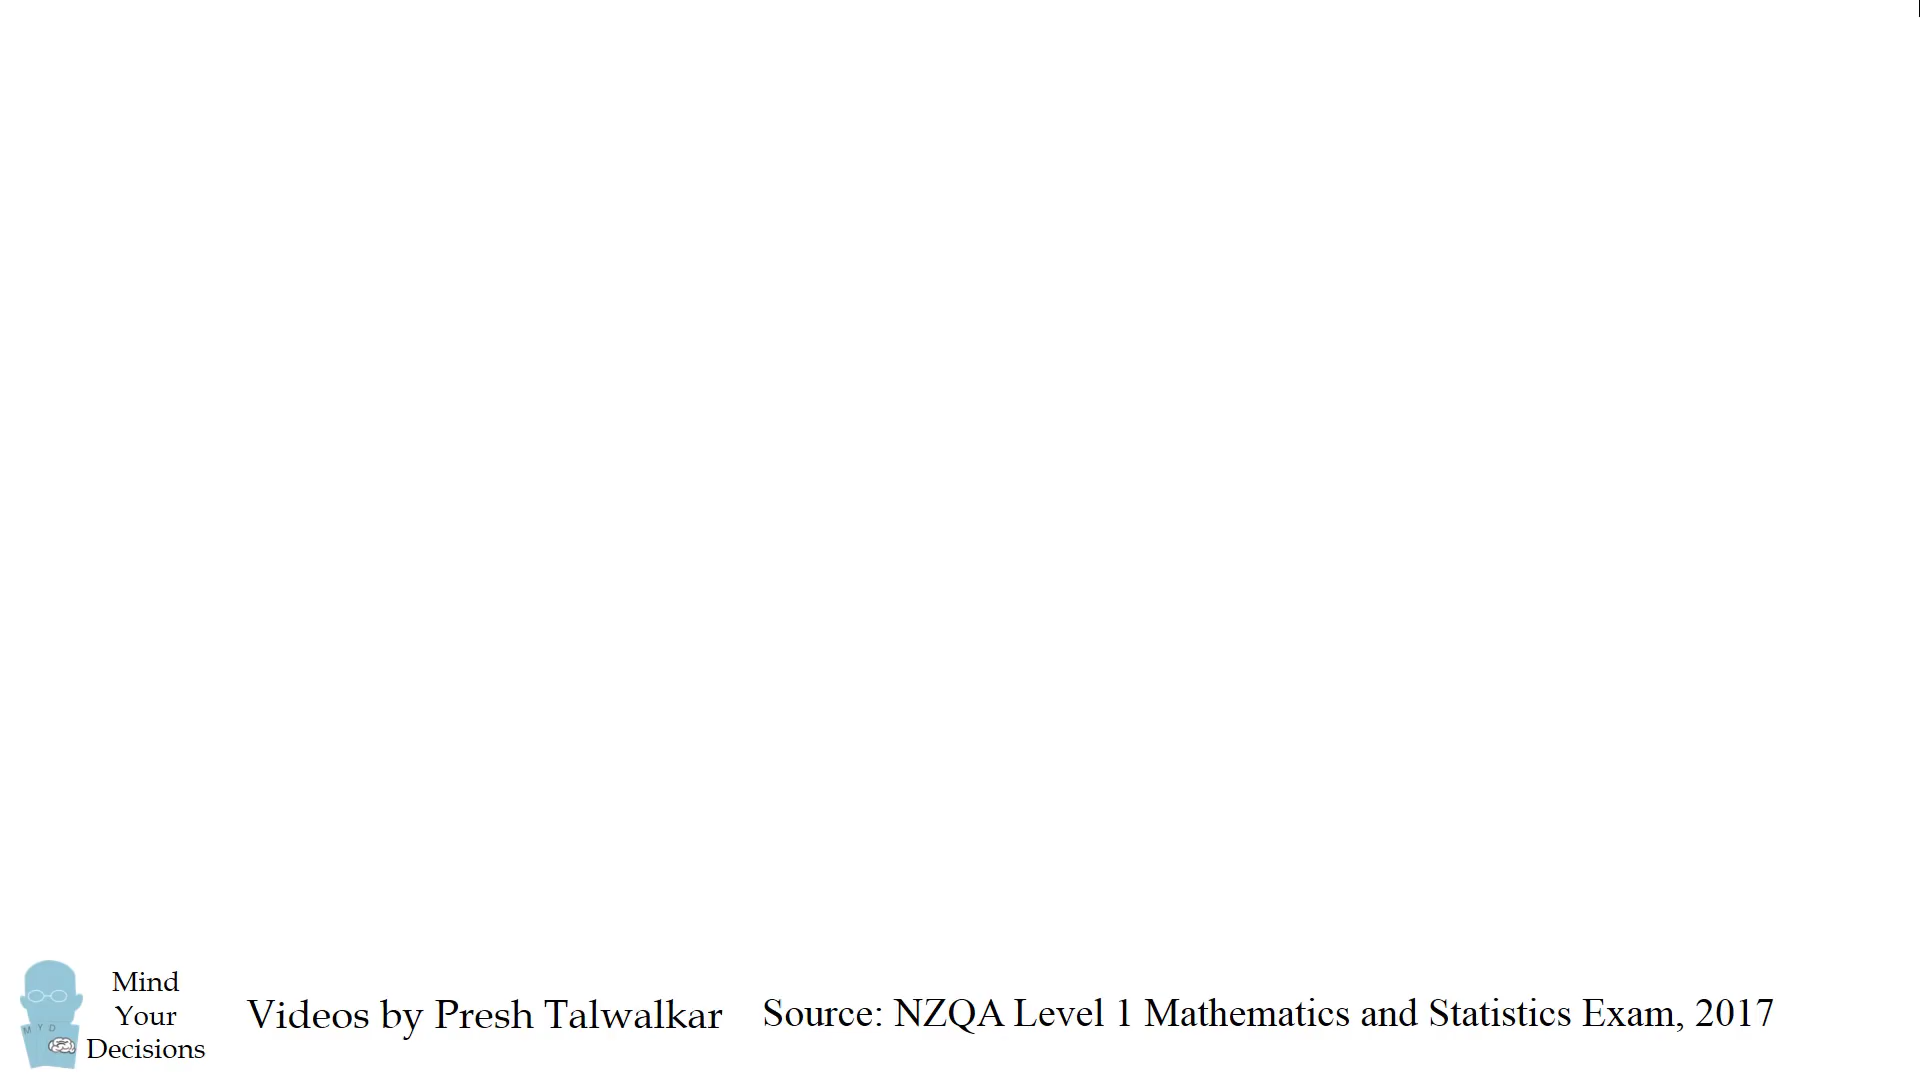 Mind
Your
Decisions
M Y D
Videos by Presh Talwalkar
Source: NZQA Level 1 Mathematics and Statistics Exam, 2017